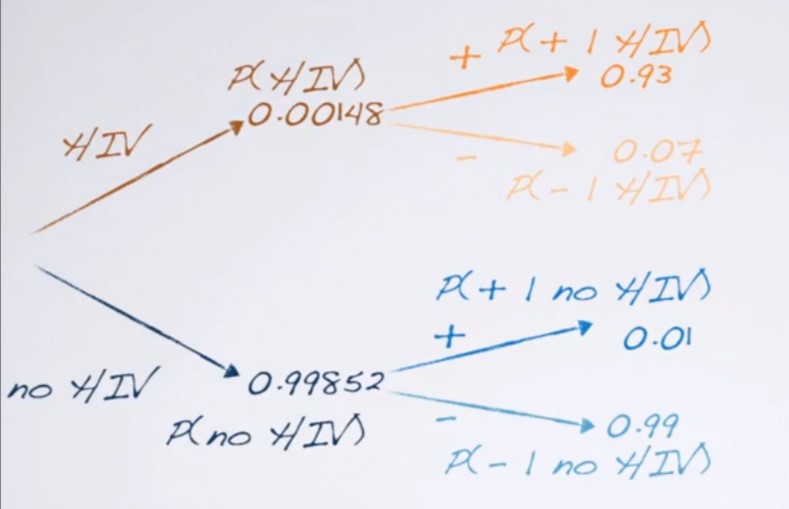 + P(+ | HIV)
0.93
P(HIV)
0.00148
HIV
- 0.07
P(- | HIV)
P(+ | no HIV)
+ 0.01
no HIV
0.99852
P(no HIV)
- 0.99
P(- | no HIV)